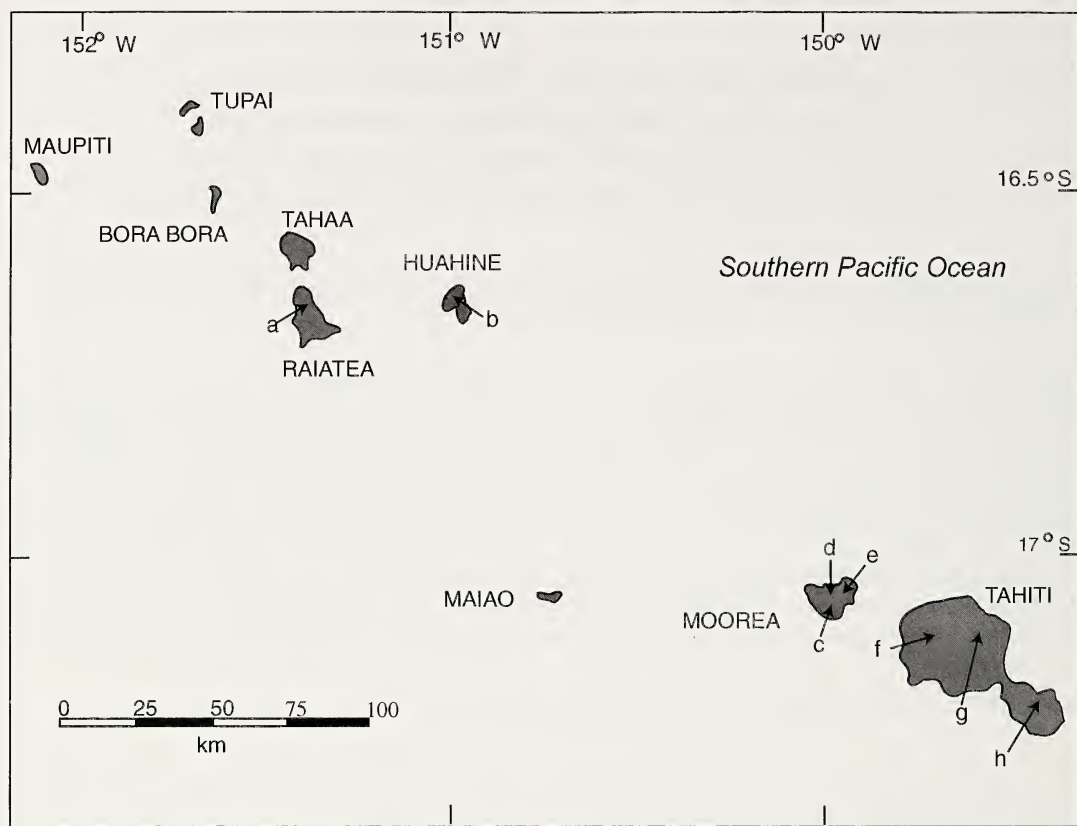 152° W
151° W
150° W
TUPAI
MAUPITI
16.5 °S
TAHAA
BORA BORA
HUAHINE
Southern Pacific Ocean
a
b
RAIATEA
17 °S
d
e
MAIAO
TAHITI
MOOREA
c
f
0 25 50 75 100
g
km
h